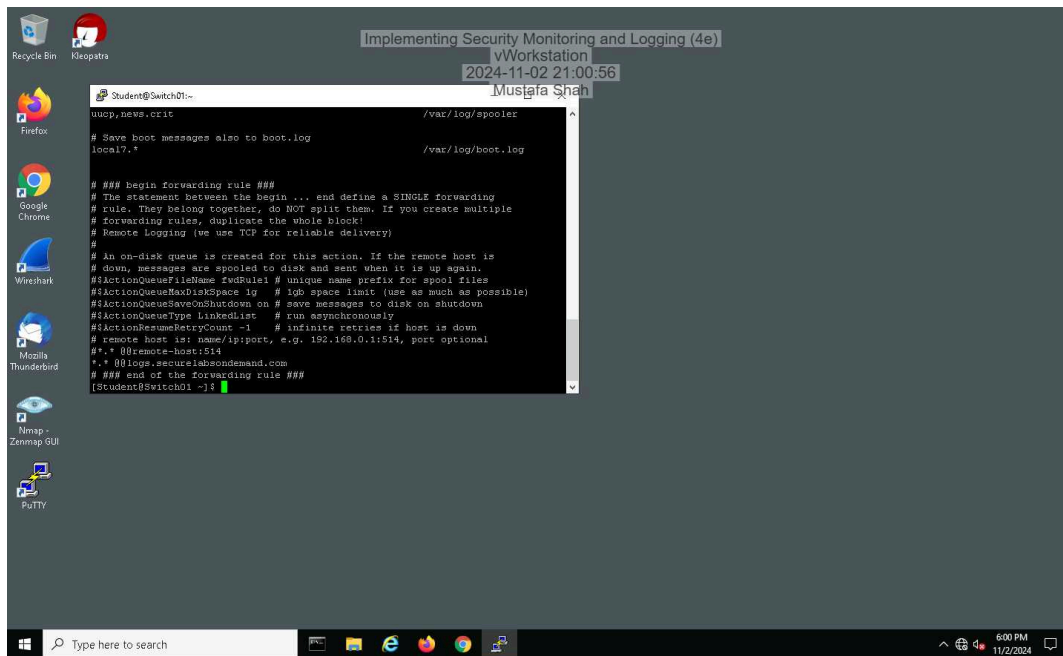 Implementing Security Monitoring and Logging (4e)
vWorkstation
2024-11-02 21:00:56
Mustafa Shah
Recycle Bin
Kleopatra
Firefox
Google
Chrome
Wireshark
Mozilla
Thunderbird
Nmap -
Zenmap GUI
PuTTY
Student@Switch01:~
uucp,news.crit /var/log/spooler
# Save boot messages also to boot.log
local7.* /var/log/boot.log
# ### begin forwarding rule ###
# The statement between the begin ... end define a SINGLE forwarding
# rule. They belong together, do NOT split them. If you create multiple
# forwarding rules, duplicate the whole block!
# Remote Logging (we use TCP for reliable delivery)
#
# An on-disk queue is created for this action. If the remote host is
# down, messages are spooled to disk and sent when it is up again.
#$ActionQueueFileName fwdRule1 # unique name prefix for spool files
#$ActionQueueMaxDiskSpace 1g # 1gb space limit (use as much as possible)
#$ActionQueueSaveOnShutdown on # save messages to disk on shutdown
#$ActionQueueType LinkedList # run asynchronously
#$ActionResumeRetryCount -1 # infinite retries if host is down
# remote host is: name/ip:port, e.g. 192.168.0.1:514, port optional
#*.* @@remote-host:514
*.* @@logs.securelabsondemand.com
# ### end of the forwarding rule ###
[Student@Switch01 ~]$
Type here to search
6:00 PM
11/2/2024